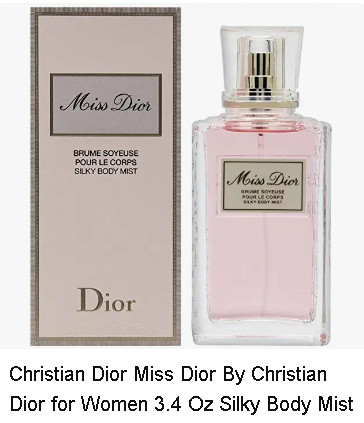 Miss Dior
BRUME SOYEUSE
POUR LE CORPS
SILKY BODY MIST
Dior
Miss Dior
BRUME SOYEUSE
POUR LE CORPS
SILKY BODY MIST
Christian Dior Miss Dior By Christian
Dior for Women 3.4 Oz Silky Body Mist